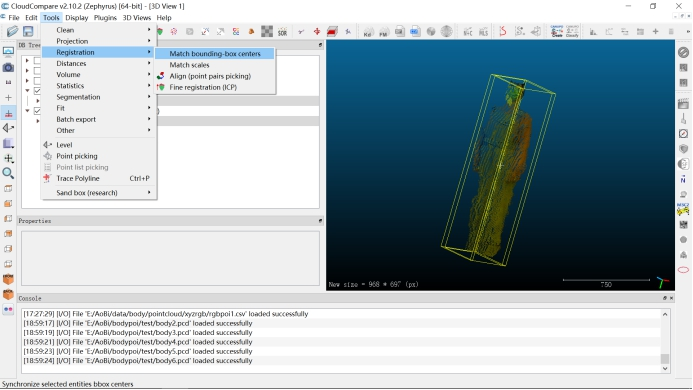 CloudCompare v2.10.2 (Zephyrus) [64-bit] - [3D View 1]
File Edit Tools Display Plugins 3D Views Help
Clean
Projection
Registration
Distances
Volume
Statistics
Segmentation
Fit
Batch export
Other
Level
Point picking
Point list picking
Trace Polyline Ctrl+P
Sand box (research)
Match bounding-box centers
Match scales
Align (point pairs picking)
Fine registration (ICP)
DB Tree
Properties
New size = 968 * 697 (px)
750
Console
[17:27:29] [I/O] File 'E:/AoBi/data/body/pointcloud/xyzrgb/rgbpoi1.csv' loaded successfully
[18:59:17] [I/O] File 'E:/AoBi/bodypoi/test/body2.pcd' loaded successfully
[18:59:19] [I/O] File 'E:/AoBi/bodypoi/test/body3.pcd' loaded successfully
[18:59:21] [I/O] File 'E:/AoBi/bodypoi/test/body4.pcd' loaded successfully
[18:59:23] [I/O] File 'E:/AoBi/bodypoi/test/body5.pcd' loaded successfully
[18:59:24] [I/O] File 'E:/AoBi/bodypoi/test/body6.pcd' loaded successfully
Synchronize selected entities bbox centers